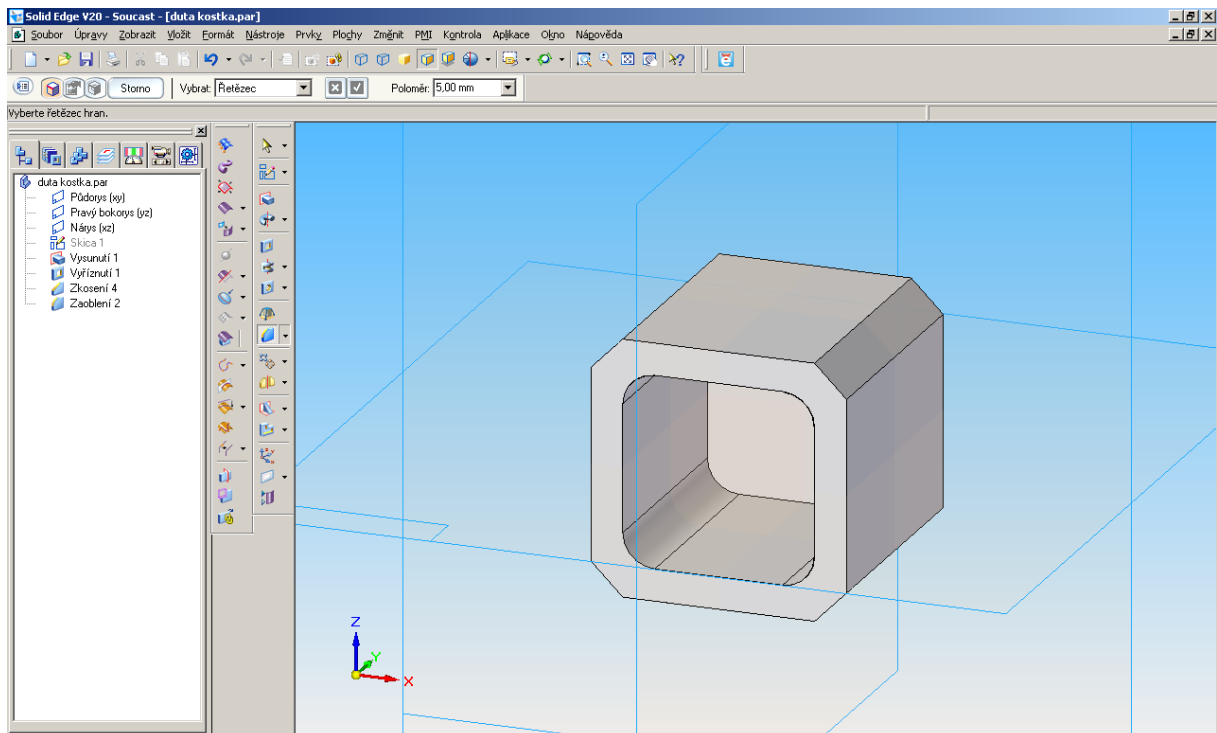 Solid Edge V20 - Soucast - [duta kostka.par]
Soubor Úpravy Zobrazit Vložit Formát Nástroje Prvky Plochy Změnit PMI Kontrola Aplikace Okno Nápověda
Storno Vybrat: Řetězec Poloměr: 5,00 mm
Vyberte řetězec hran.
duta kostka.par
Půdorys (xy)
Pravý bokorys (yz)
Nárys (xz)
Skica 1
Vysunutí 1
Vyříznutí 1
Zkosení 4
Zaoblení 2
Z
Y
X